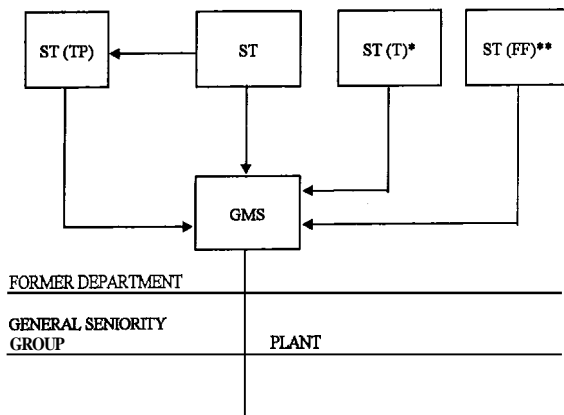 ST (TP)
ST
ST (T)*
ST (FF)**
GMS
FORMER DEPARTMENT
GENERAL SENIORITY
GROUP
PLANT